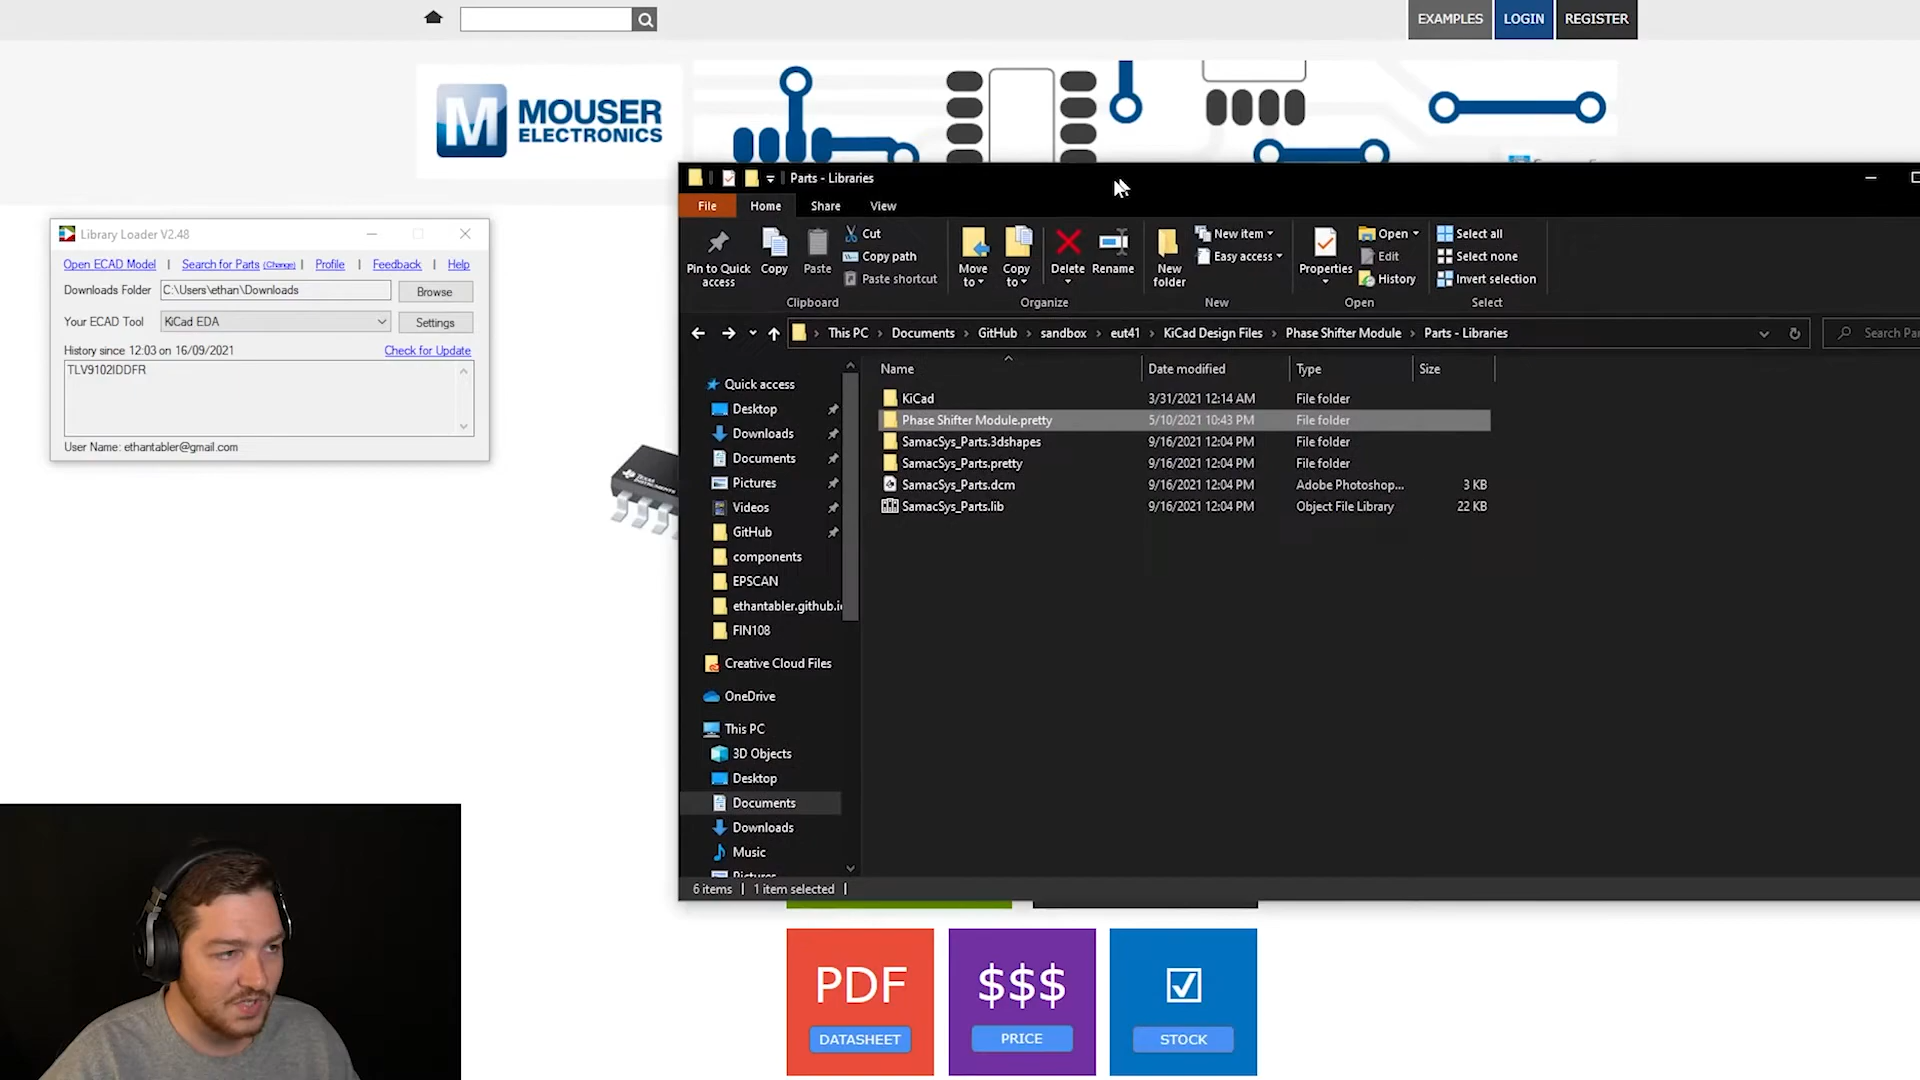 EXAMPLES
LOGIN
REGISTER
M MOUSER
ELECTRONICS
Library Loader V2.48
Open ECAD Model | Search for Parts (Change) | Profile | Feedback | Help
Downloads Folder C:\Users\ethan\Downloads Browse
Your ECAD Tool KiCad EDA Settings
History since 12:03 on 16/09/2021 Check for Update
TLV9102IDDFR
User Name: ethantabler@gmail.com
TEXAS
INSTRUMENTS
Parts - Libraries
File Home Share View
Pin to Quick
access
Copy
Paste
Cut
Copy path
Paste shortcut
Clipboard
Move
to
Copy
to
Delete
Rename
Organize
New
folder
New item
Easy access
New
Properties
Open
Edit
History
Open
Select all
Select none
Invert selection
Select
This PC > Documents > GitHub > sandbox > eut41 > KiCad Design Files > Phase Shifter Module > Parts - Libraries
Search Par
Name Date modified Type Size
KiCad 3/31/2021 12:14 AM File folder
Phase Shifter Module.pretty 5/10/2021 10:43 PM File folder
SamacSys_Parts.3dshapes 9/16/2021 12:04 PM File folder
SamacSys_Parts.pretty 9/16/2021 12:04 PM File folder
SamacSys_Parts.dcm 9/16/2021 12:04 PM Adobe Photoshop... 3 KB
SamacSys_Parts.lib 9/16/2021 12:04 PM Object File Library 22 KB
Quick access
Desktop
Downloads
Documents
Pictures
Videos
GitHub
components
EPSCAN
ethantabler.github.i
FIN108
Creative Cloud Files
OneDrive
This PC
3D Objects
Desktop
Documents
Downloads
Music
Pictures
6 items | 1 item selected |
PDF
DATASHEET
$$$
PRICE
STOCK